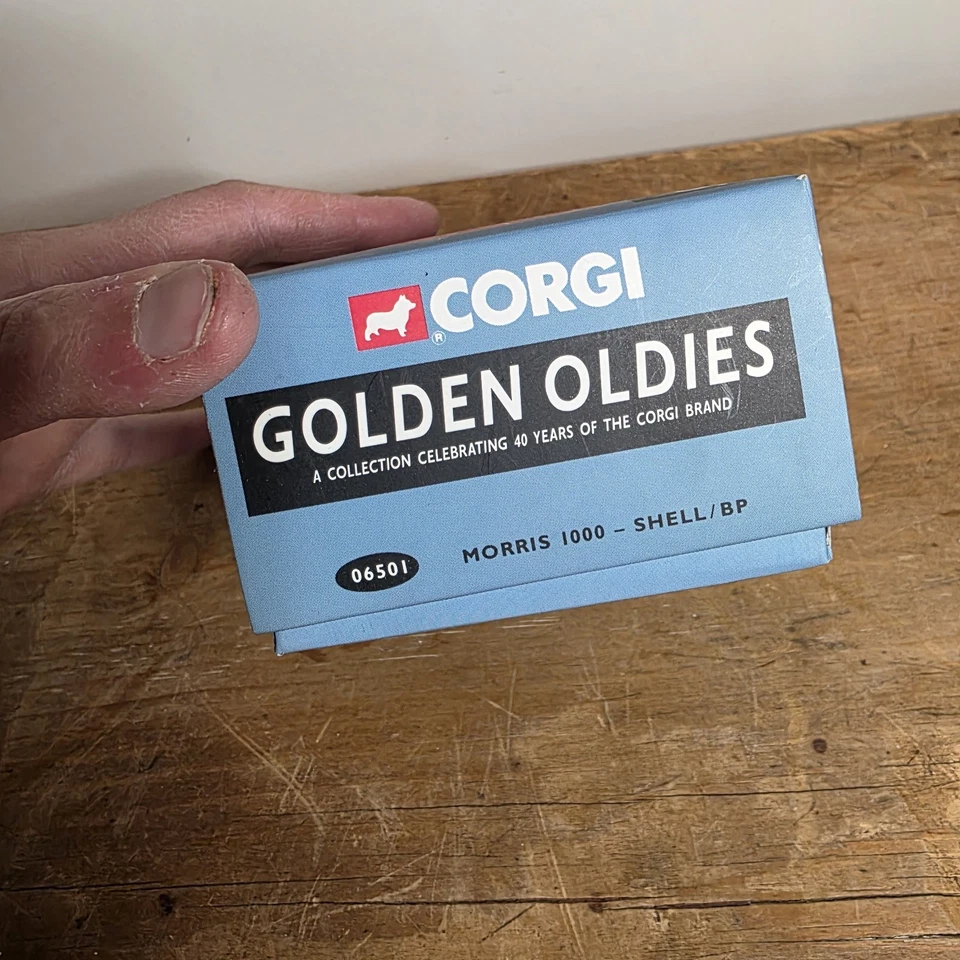 ® CORGI
GOLDEN OLDIES
A COLLECTION CELEBRATING 40 YEARS OF THE CORGI BRAND
06501 MORRIS 1000 – SHELL/BP